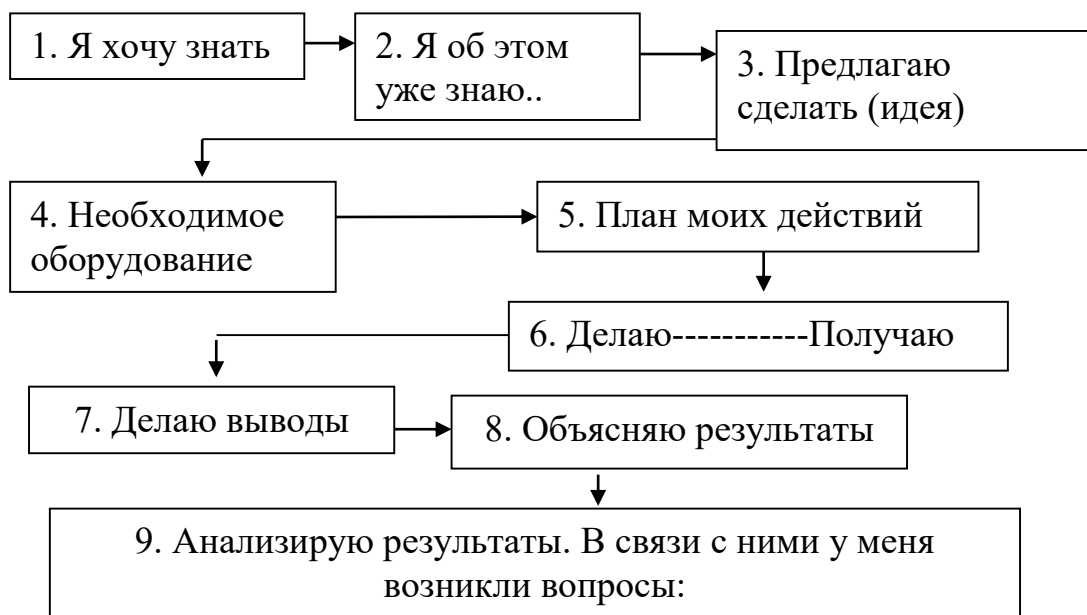 1. Я хочу знать
2. Я об этом
уже знаю..
3. Предлагаю
сделать (идея)
4. Необходимое
оборудование
5. План моих действий
6. Делаю-----------Получаю
7. Делаю выводы
8. Объясняю результаты
9. Анализирую результаты. В связи с ними у меня
возникли вопросы: